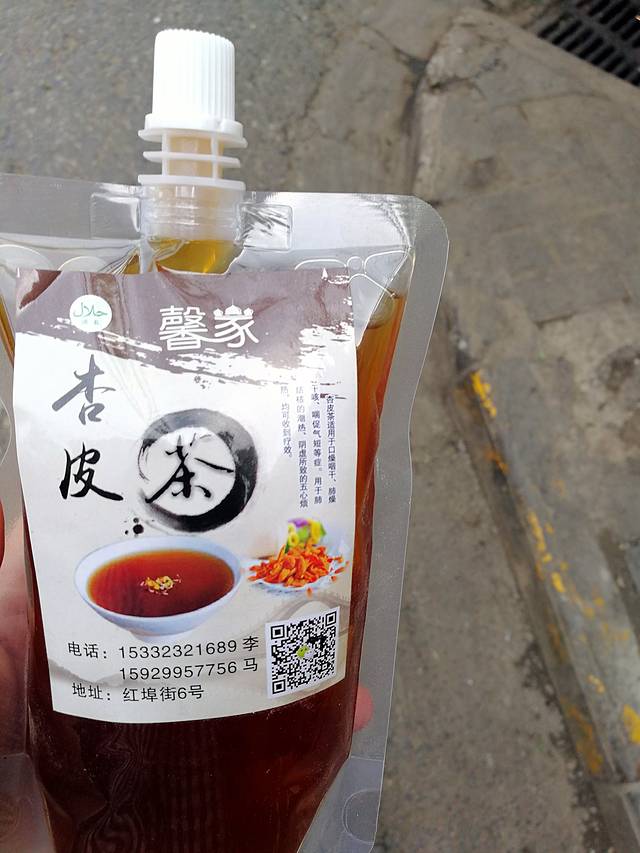 حلال
馨家
杏皮
茶
杏皮茶适用于口燥咽干、肺燥
干咳、喘促气短等症。用于肺
结核的潮热、阴虚所致的五心烦
热，均可收到疗效。
电话：15332321689 李
15929957756 马
地址：红埠街6号